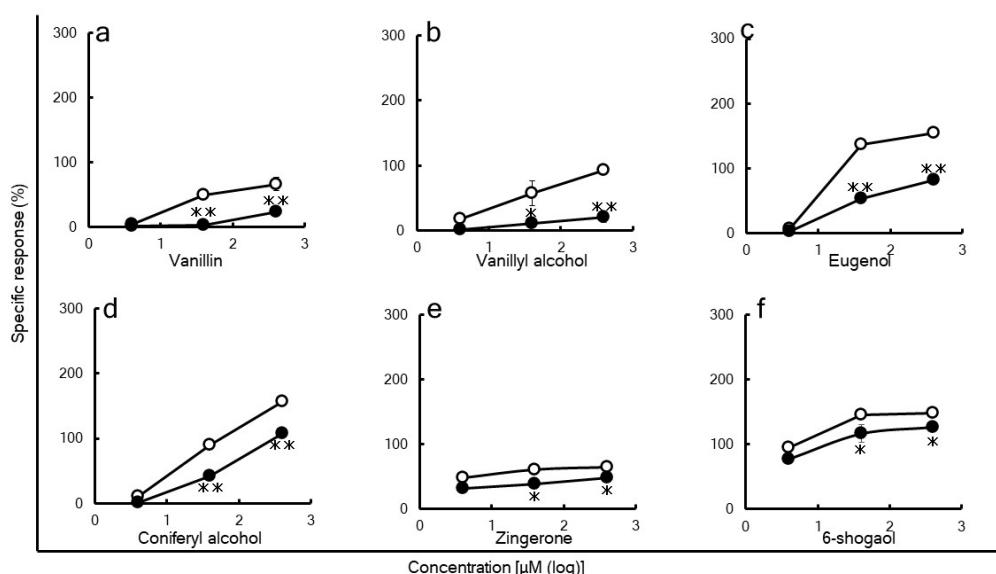 a
300
200
100
0
0 1 2 3
Vanillin
**
**
b
300
200
100
0
0 1 2 3
Vanillyl alcohol
*
**
c
300
200
100
0
0 1 2 3
Eugenol
**
**
Specific response (%)
d
300
200
100
0
0 1 2 3
Coniferyl alcohol
**
**
e
300
200
100
0
0 1 2 3
Zingerone
*
*
f
300
200
100
0
0 1 2 3
6-shogaol
*
*
Concentration [µM (log)]